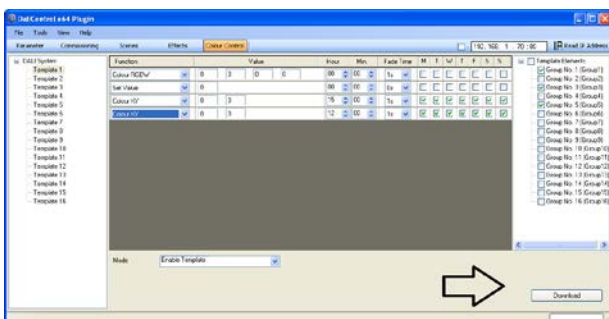 DaliControl e64 Plugin
File Tools View Help
Parameter Commissioning Scenes Effects Colour Control 192. 168. 1 . 70 : 80 Read IP Address
DALI System
Template 1
Template 2
Template 3
Template 4
Template 5
Template 6
Template 7
Template 8
Template 9
Template 10
Template 11
Template 12
Template 13
Template 14
Template 15
Template 16
Function Value Hour Min. Fade Time M T W T F S S
Colour RGBW 0 0 0 0 00 00 1s
Set Value 0 00 00 0s
Colour XY 0 0 15 00 1s
Colour XY 0 0 12 00 1s
Template Elements
Group No. 1 (Group1)
Group No. 2 (Group2)
Group No. 3 (Group3)
Group No. 4 (Group4)
Group No. 5 (Group5)
Group No. 6 (Group6)
Group No. 7 (Group7)
Group No. 8 (Group8)
Group No. 9 (Group9)
Group No. 10 (Group10)
Group No. 11 (Group11)
Group No. 12 (Group12)
Group No. 13 (Group13)
Group No. 14 (Group14)
Group No. 15 (Group15)
Group No. 16 (Group16)
Mode Enable Template
Download